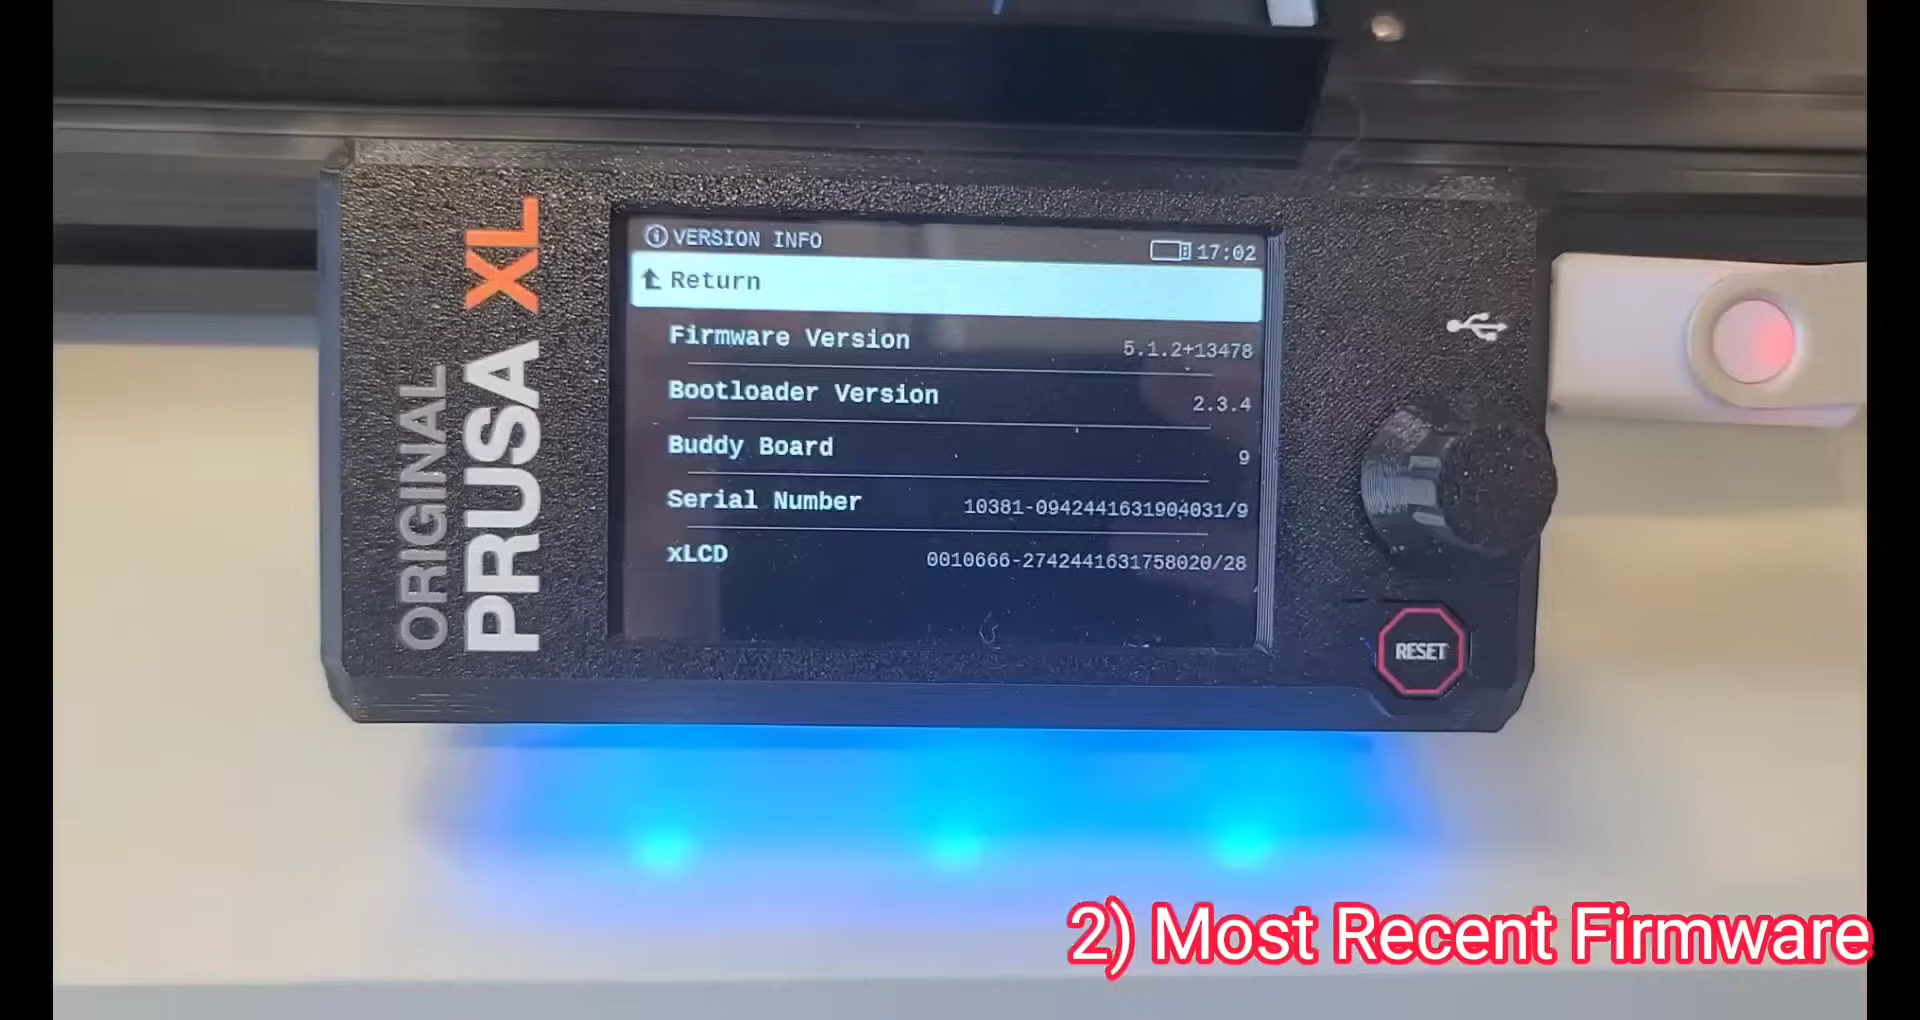 ORIGINAL
PRUSA XL
VERSION INFO 17:02
Return
Firmware Version 5.1.2+13478
Bootloader Version 2.3.4
Buddy Board 9
Serial Number 10381-0942441631904031/9
xLCD 0010666-2742441631758020/28
RESET
2) Most Recent Firmware